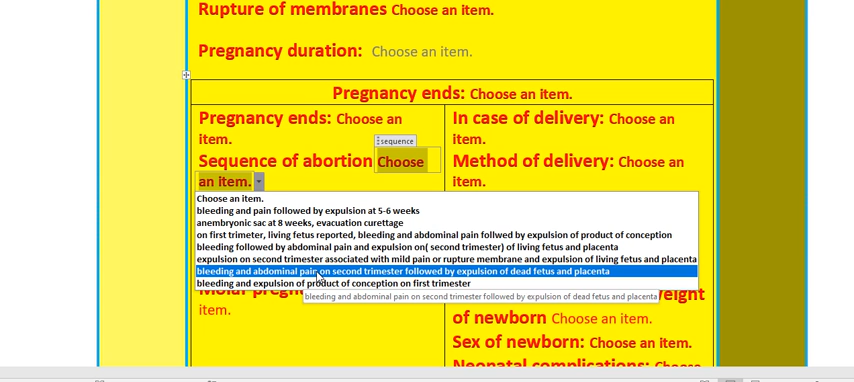 Rupture of membranes Choose an item.
Pregnancy duration: Choose an item.
Pregnancy ends: Choose an item.
Pregnancy ends: Choose an
item.
sequence
Sequence of abortion Choose
an item.
In case of delivery: Choose an
item.
Method of delivery: Choose an
item.
Choose an item.
bleeding and pain followed by expulsion at 5-6 weeks
anembryonic sac at 8 weeks, evacuation curettage
on first trimeter, living fetus reported, bleeding and abdominal pain follwed by expulsion of product of conception
bleeding followed by abdominal pain and expulsion on( second trimester) of living fetus and placenta
expulsion on second trimester associated with mild pain or rupture membrane and expulsion of living fetus and placenta
bleeding and abdominal pain on second trimester followed by expulsion of dead fetus and placenta
bleeding and expulsion of product of conception on first trimester
bleeding and abdominal pain on second trimester followed by expulsion of dead fetus and placenta
Molar
item.
of newborn Choose an item.
Sex of newborn: Choose an item.
Neonatal complications: Choose